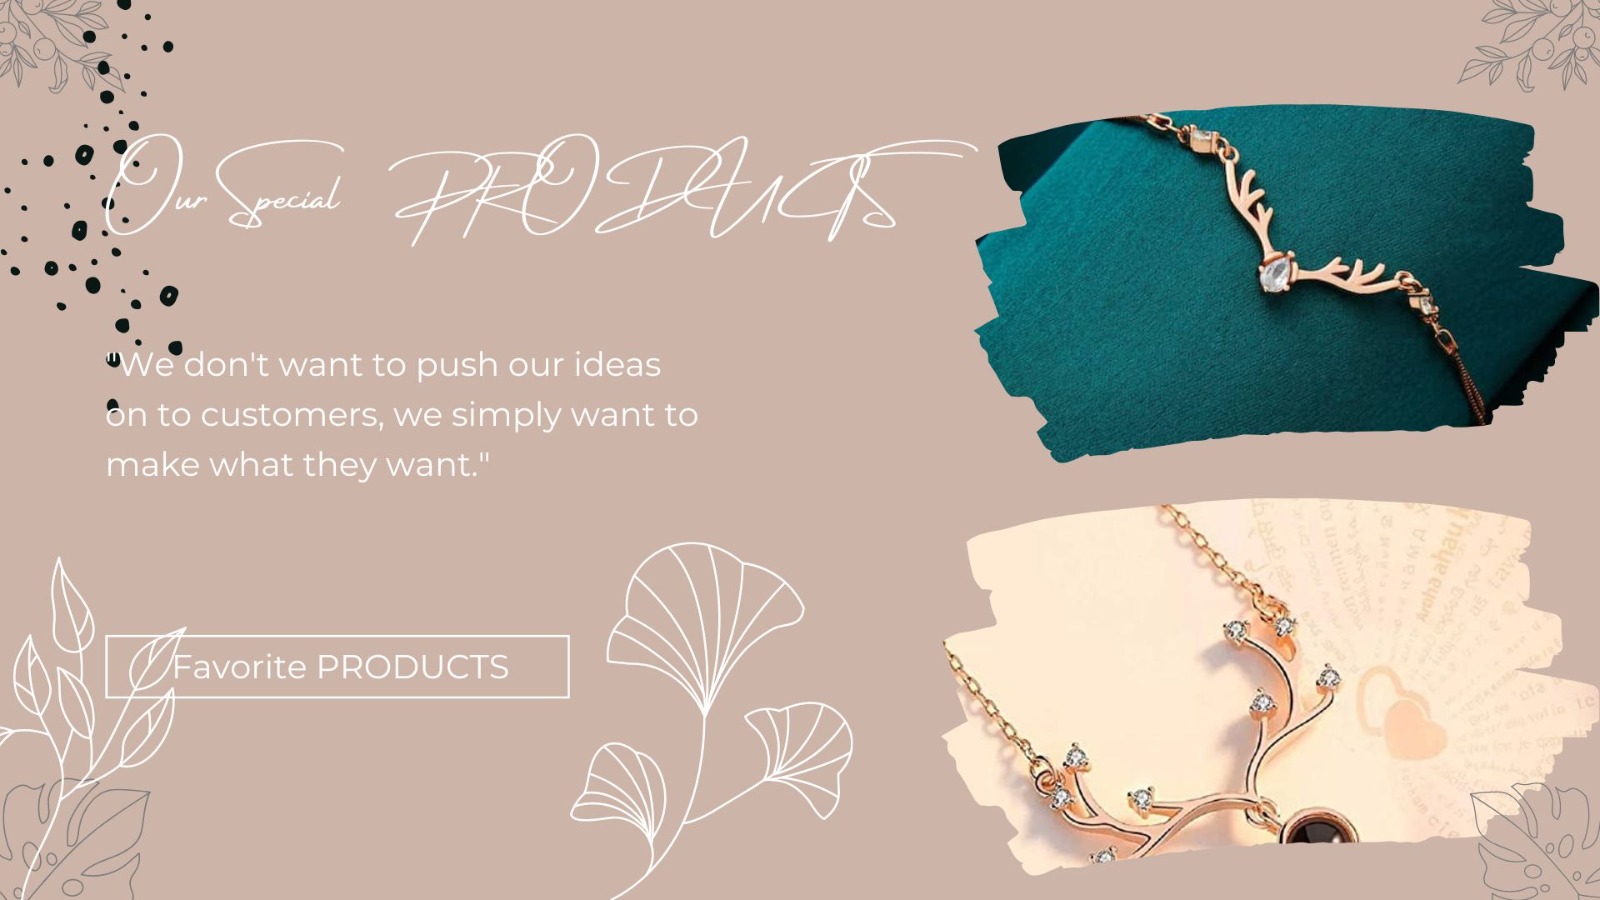 Our Special PRODUCTS
"We don't want to push our ideas
on to customers, we simply want to
make what they want."
Favorite PRODUCTS